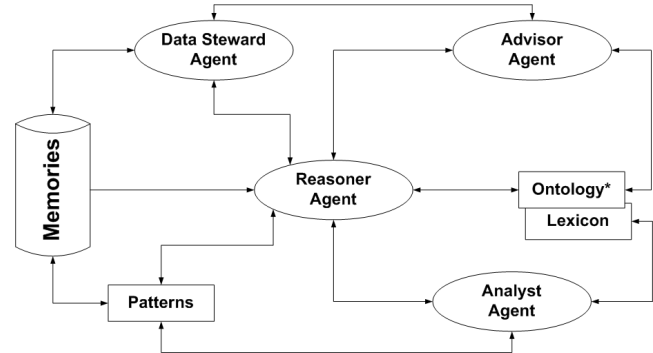 Data Steward
Agent
Advisor
Agent
Memories
Reasoner
Agent
Ontology*
Lexicon
Patterns
Analyst
Agent